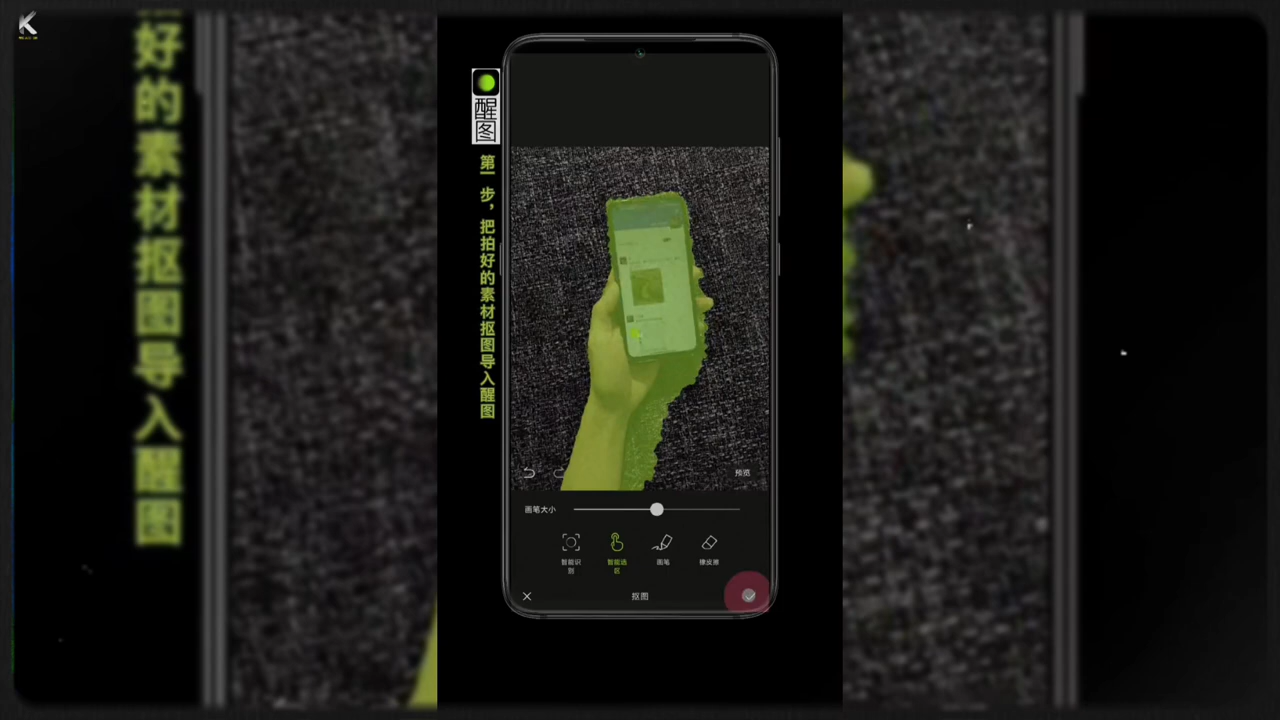 K
好的素材抠图导入醒图
醒图
第一步，把拍好的素材抠图导入醒图
预览
画笔大小
智能识别
智能选区
画笔
橡皮擦
抠图